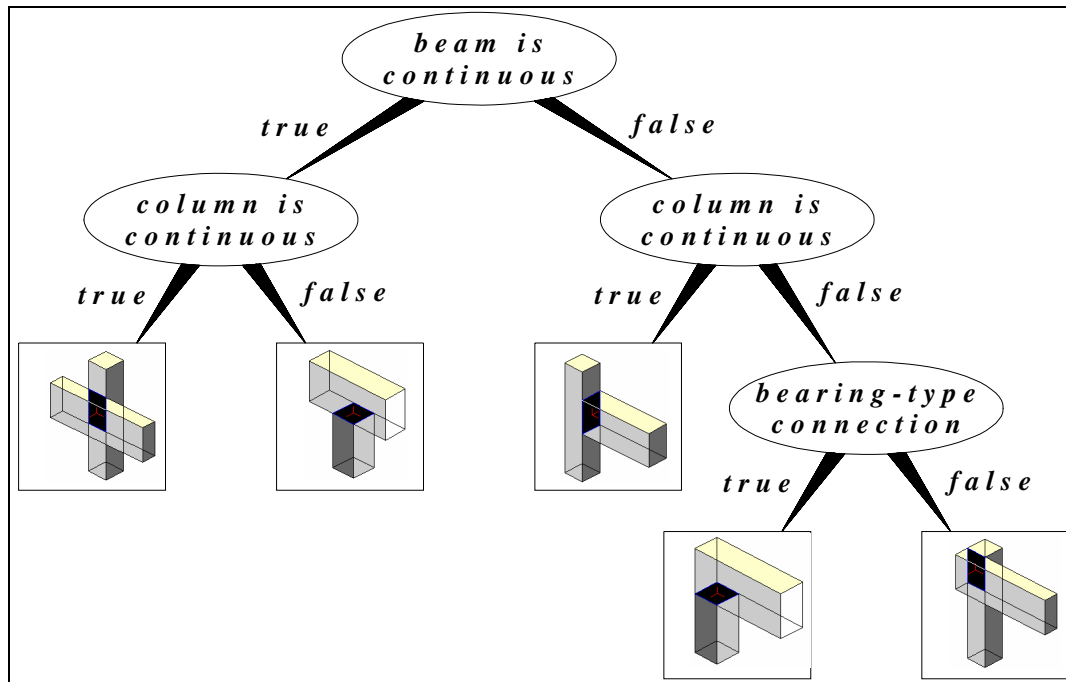 beam is
continuous
true
false
column is
continuous
column is
continuous
true
false
true
false
bearing-type
connection
true
false